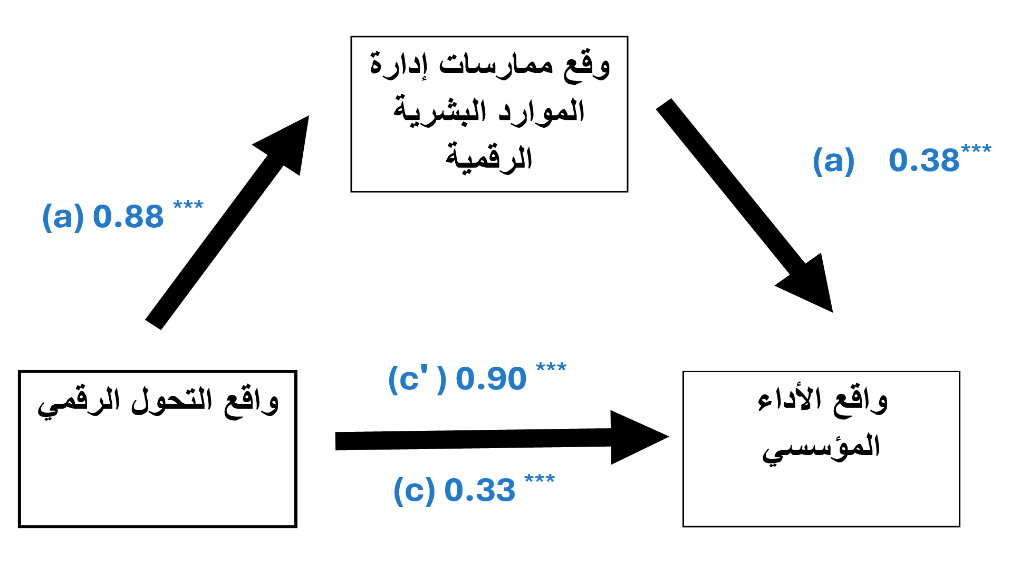 وقع ممارسات إدارة
الموارد البشرية
الرقمية
(a) 0.38***
(a) 0.88 ***
(c' ) 0.90 ***
واقع التحول الرقمي
واقع الأداء
المؤسسي
(c) 0.33 ***